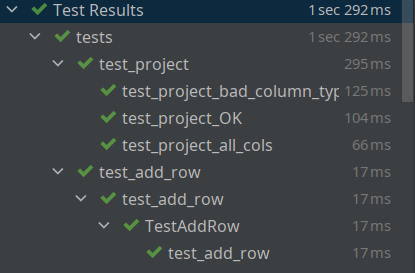 Test Results 1 sec 292 ms
tests 1 sec 292 ms
test_project 295 ms
test_project_bad_column_typ 125 ms
test_project_OK 104 ms
test_project_all_cols 66 ms
test_add_row 17 ms
test_add_row 17 ms
TestAddRow 17 ms
test_add_row 17 ms